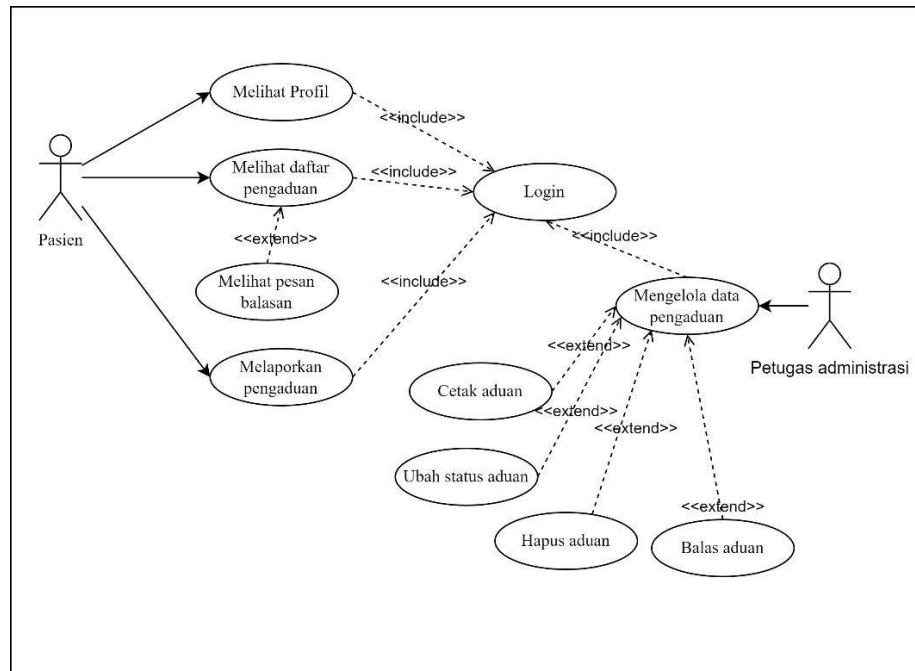 Melihat Profil
<<include>>
Melihat daftar
pengaduan
<<include>>
Login
Pasien
<<extend>>
<<include>>
Melihat pesan
balasan
<<include>>
Mengelola data
pengaduan
Petugas administrasi
Melaporkan
pengaduan
<<extend>>
Cetak aduan
<<extend>>
<<extend>>
Ubah status aduan
<<extend>>
Hapus aduan
Balas aduan